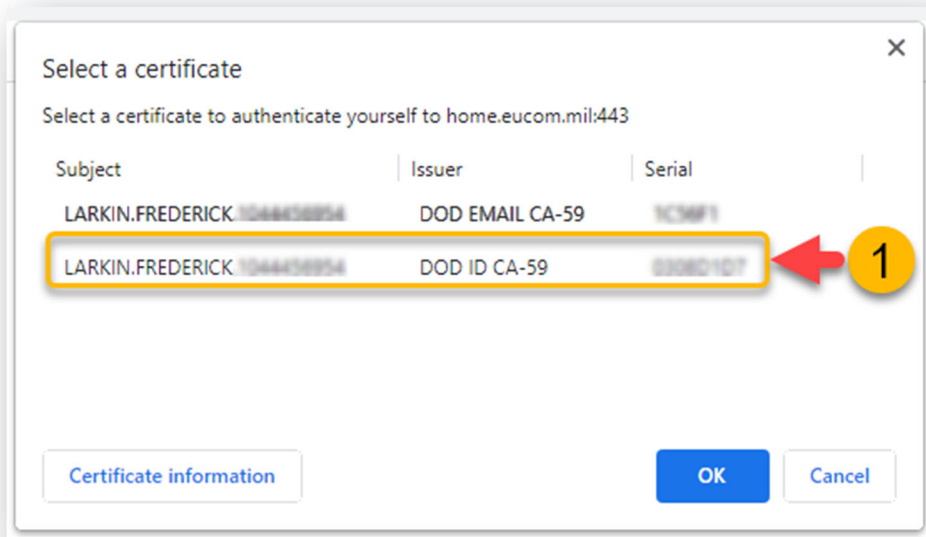 Select a certificate
Select a certificate to authenticate yourself to home.eucom.mil:443
Subject Issuer Serial
LARKIN.FREDERICK. DOD EMAIL CA-59
LARKIN.FREDERICK. DOD ID CA-59
1
Certificate information OK Cancel